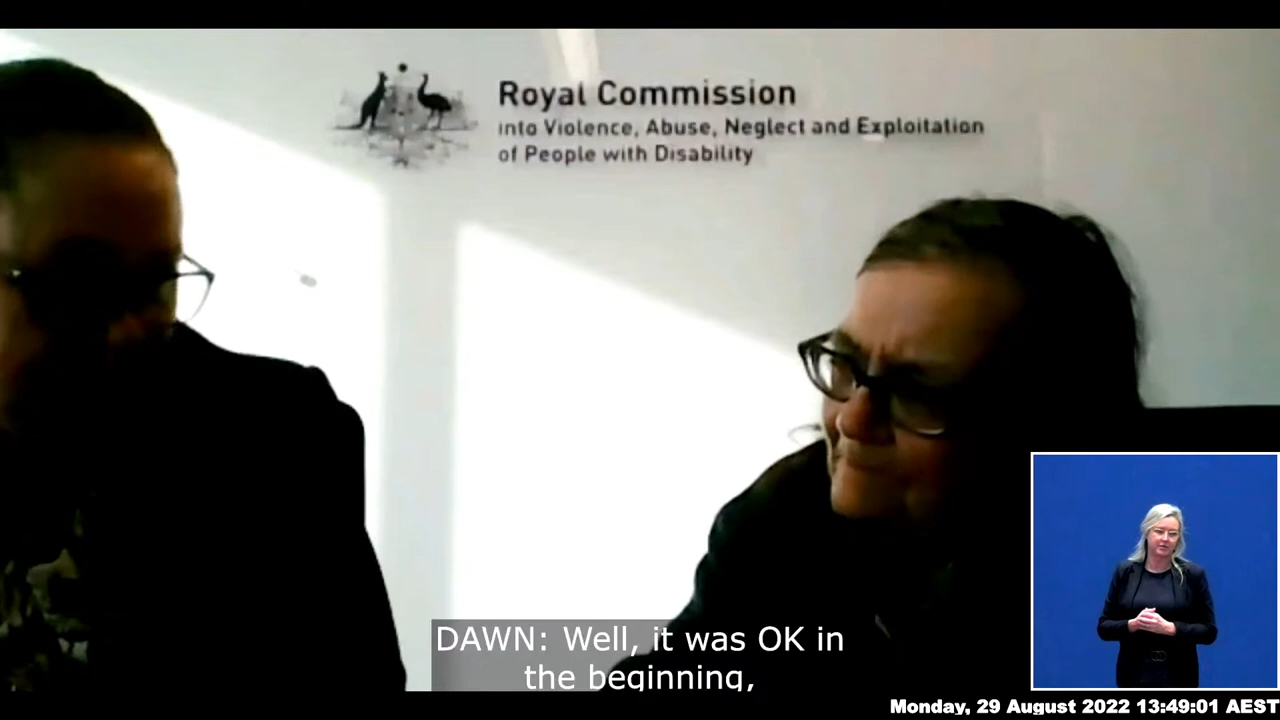 Royal Commission
into Violence, Abuse, Neglect and Exploitation
of People with Disability
DAWN: Well, it was OK in
the beginning,
Monday, 29 August 2022 13:49:01 AEST